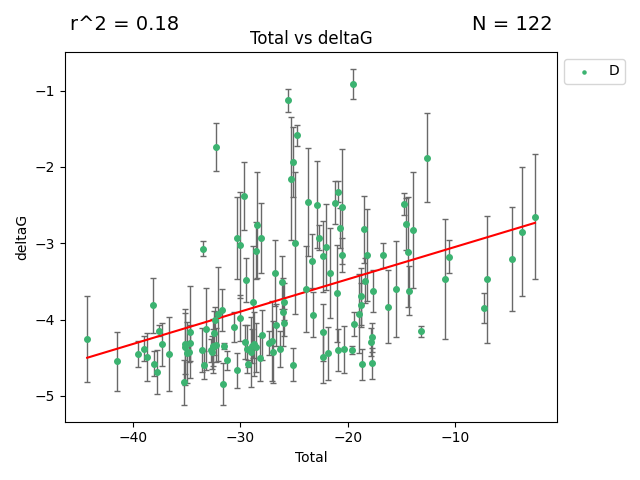 r^2 = 0.18
N = 122
Total vs deltaG
D
−1
−2
−3
−4
−5
deltaG
−40
−30
−20
−10
Total